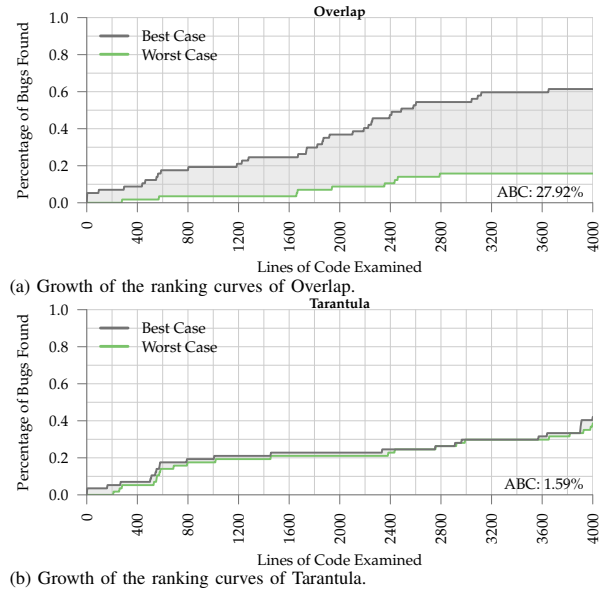 Overlap
Percentage of Bugs Found
1.0
0.8
0.6
0.4
0.2
0.0
Best Case
Worst Case
ABC: 27.92%
0 400 800 1200 1600 2000 2400 2800 3200 3600 4000
Lines of Code Examined
(a) Growth of the ranking curves of Overlap.
Tarantula
Percentage of Bugs Found
1.0
0.8
0.6
0.4
0.2
0.0
Best Case
Worst Case
ABC: 1.59%
0 400 800 1200 1600 2000 2400 2800 3200 3600 4000
Lines of Code Examined
(b) Growth of the ranking curves of Tarantula.